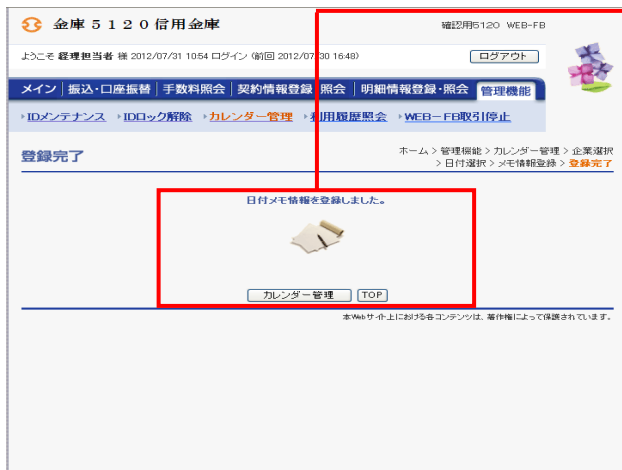 金庫５１２０信用金庫
確認用5120 WEB-FB
ようこそ 経理担当者 様 2012/07/31 10:54 ログイン (前回 2012/07/30 16:48)
ログアウト
メイン 振込・口座振替 手数料照会 契約情報登録 照会 明細情報登録・照会 管理機能
IDメンテナンス IDロック解除 カレンダー管理 利用履歴照会 WEB－FB取引停止
登録完了
ホーム > 管理機能 > カレンダー管理 > 企業選択
> 日付選択 > メモ情報登録 > 登録完了
日付メモ情報を登録しました。
カレンダー管理 TOP
本Webサイト上における各コンテンツは、著作権によって保護されています。